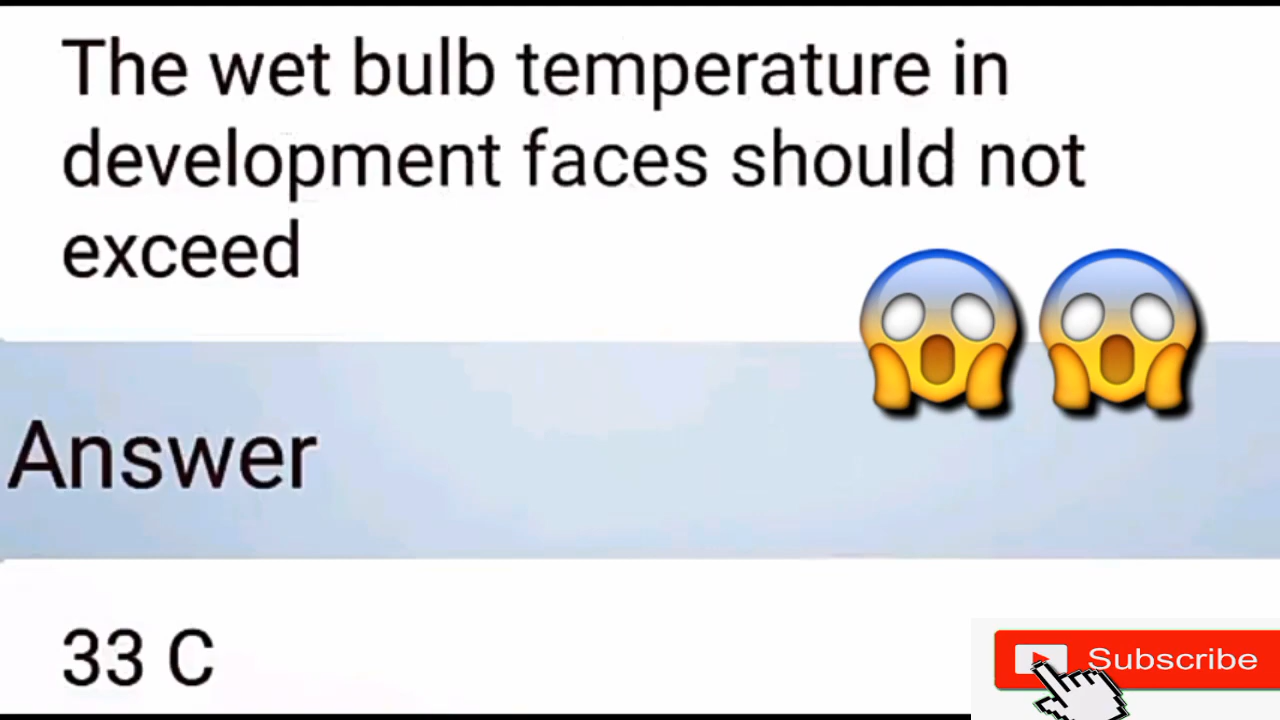 The wet bulb temperature in
development faces should not
exceed
Answer
33 C
Subscribe